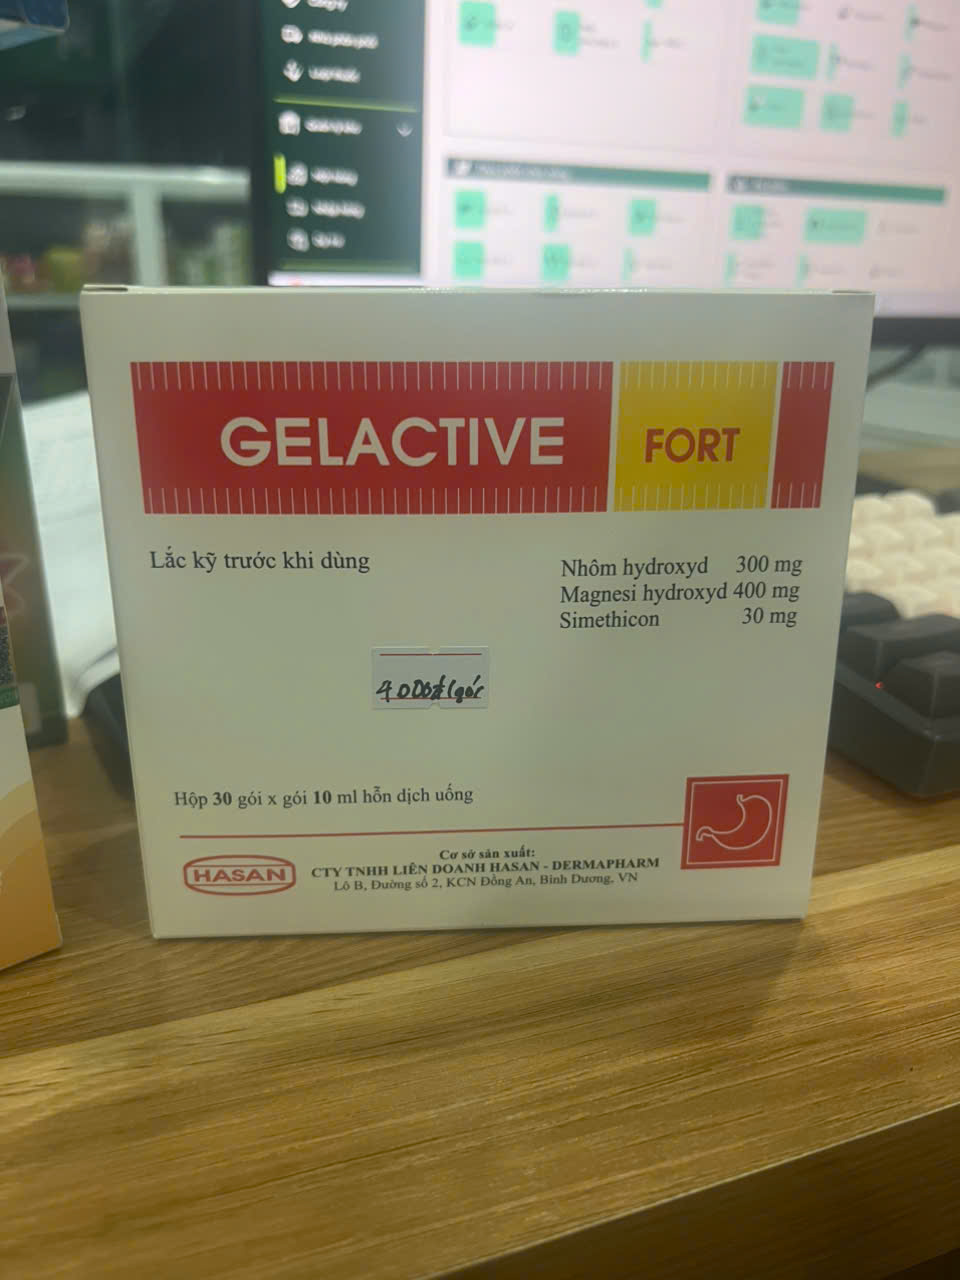 GELACTIVE FORT
Lắc kỹ trước khi dùng
Nhôm hydroxyd 300 mg
Magnesi hydroxyd 400 mg
Simethicon 30 mg
4000đ/gói
Hộp 30 gói x gói 10 ml hỗn dịch uống
HASAN
Cơ sở sản xuất:
CTY TNHH LIÊN DOANH HASAN - DERMAPHARM
Lô B, Đường số 2, KCN Đồng An, Bình Dương, VN